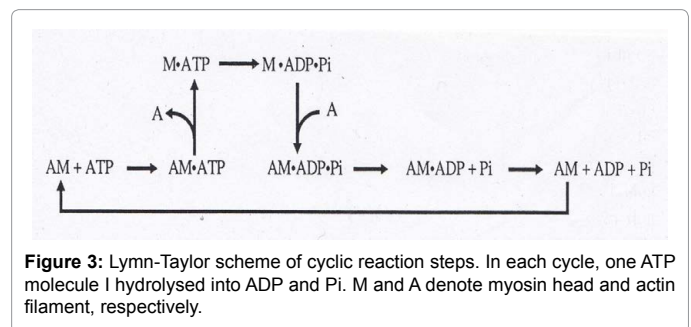 M•ATP M•ADP•Pi
A A
AM + ATP AM•ATP AM•ADP•Pi AM•ADP + Pi AM + ADP + Pi
Figure 3: Lymn-Taylor scheme of cyclic reaction steps. In each cycle, one ATP
molecule I hydrolysed into ADP and Pi. M and A denote myosin head and actin
filament, respectively.